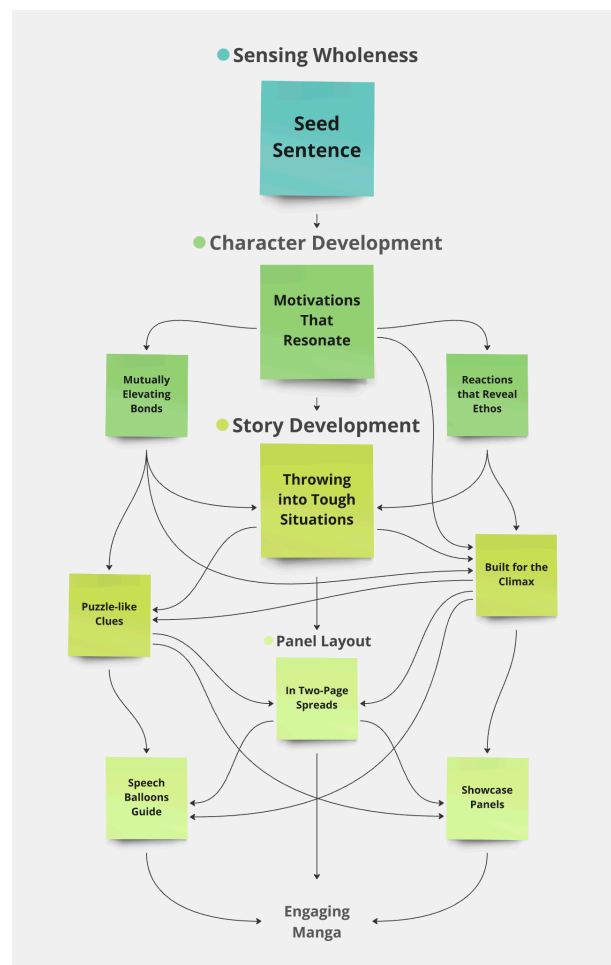 Sensing Wholeness
Seed
Sentence
Character Development
Motivations
That
Resonate
Mutually
Elevating
Bonds
Reactions
that Reveal
Ethos
Story Development
Throwing
into Tough
Situations
Built for the
Climax
Puzzle-like
Clues
Panel Layout
In Two-Page
Spreads
Speech
Balloons
Guide
Showcase
Panels
Engaging
Manga